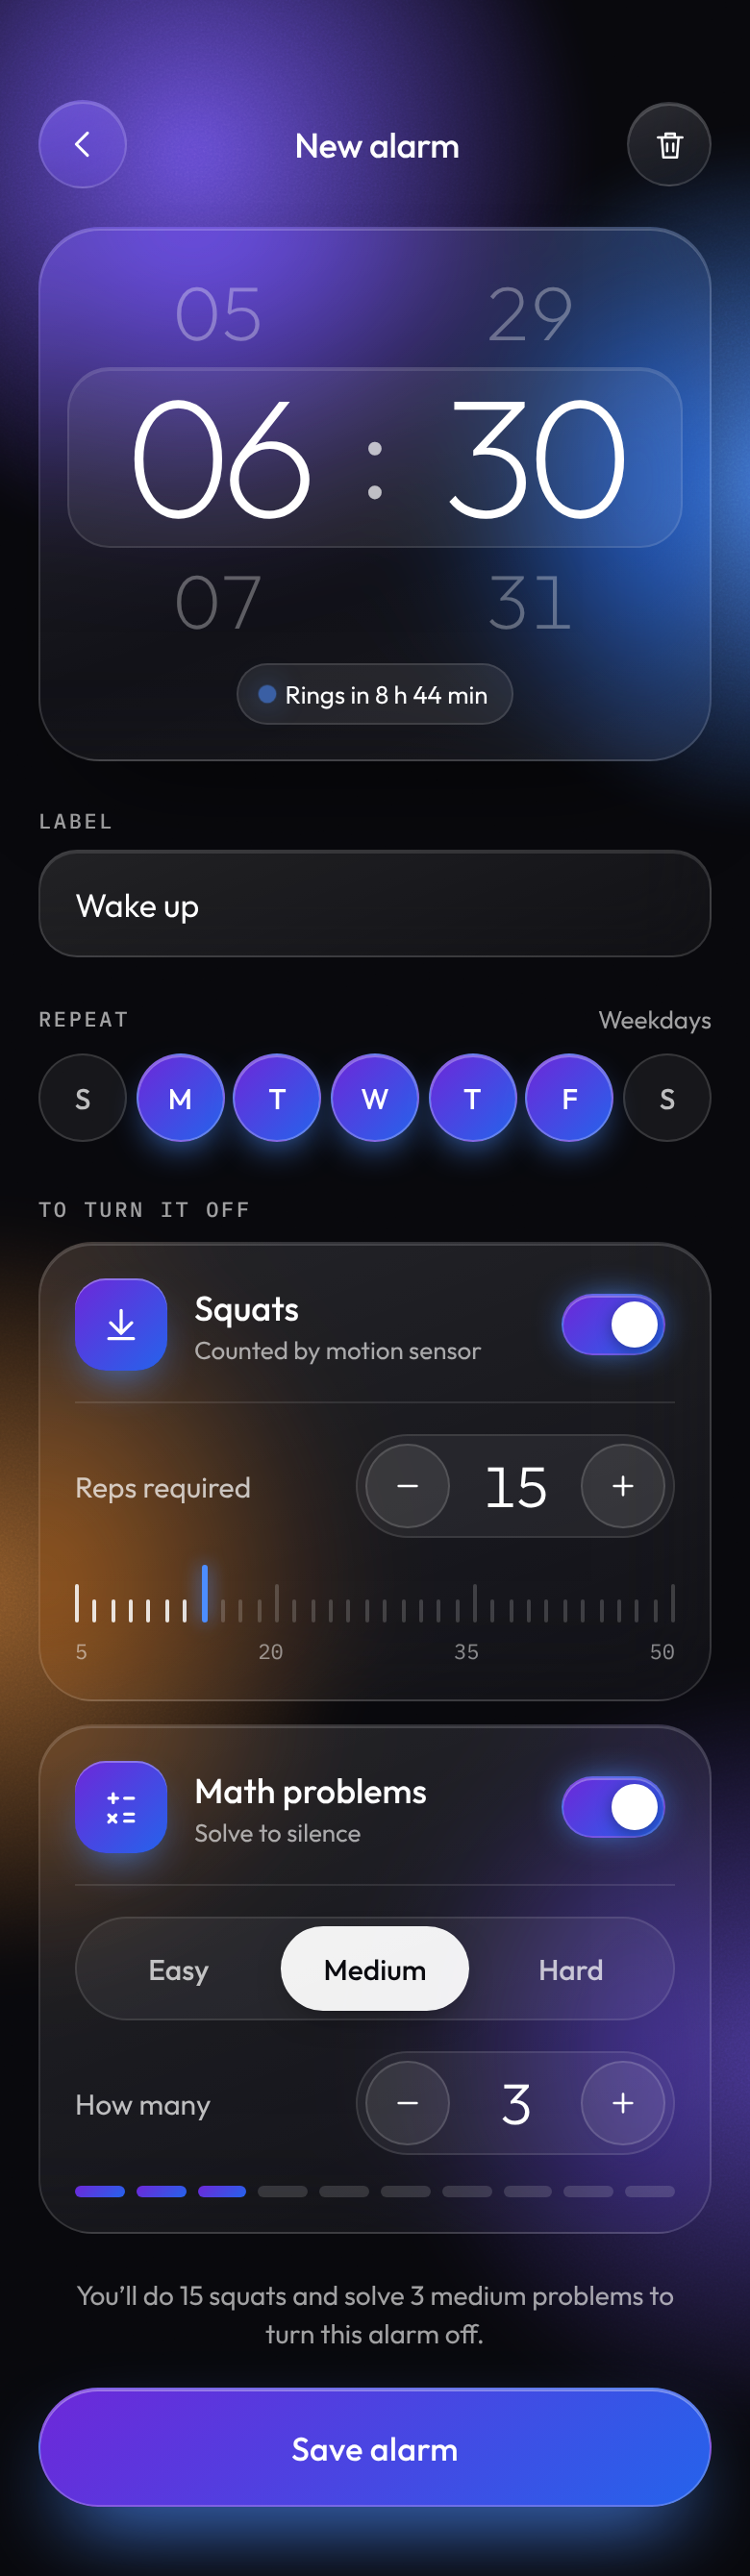 New alarm
05 29
06 : 30
07 31
Rings in 8 h 44 min
LABEL
Wake up
REPEAT Weekdays
S M T W T F S
TO TURN IT OFF
Squats
Counted by motion sensor
Reps required − 15 +
5 20 35 50
Math problems
Solve to silence
Easy Medium Hard
How many − 3 +
You’ll do 15 squats and solve 3 medium problems to
turn this alarm off.
Save alarm